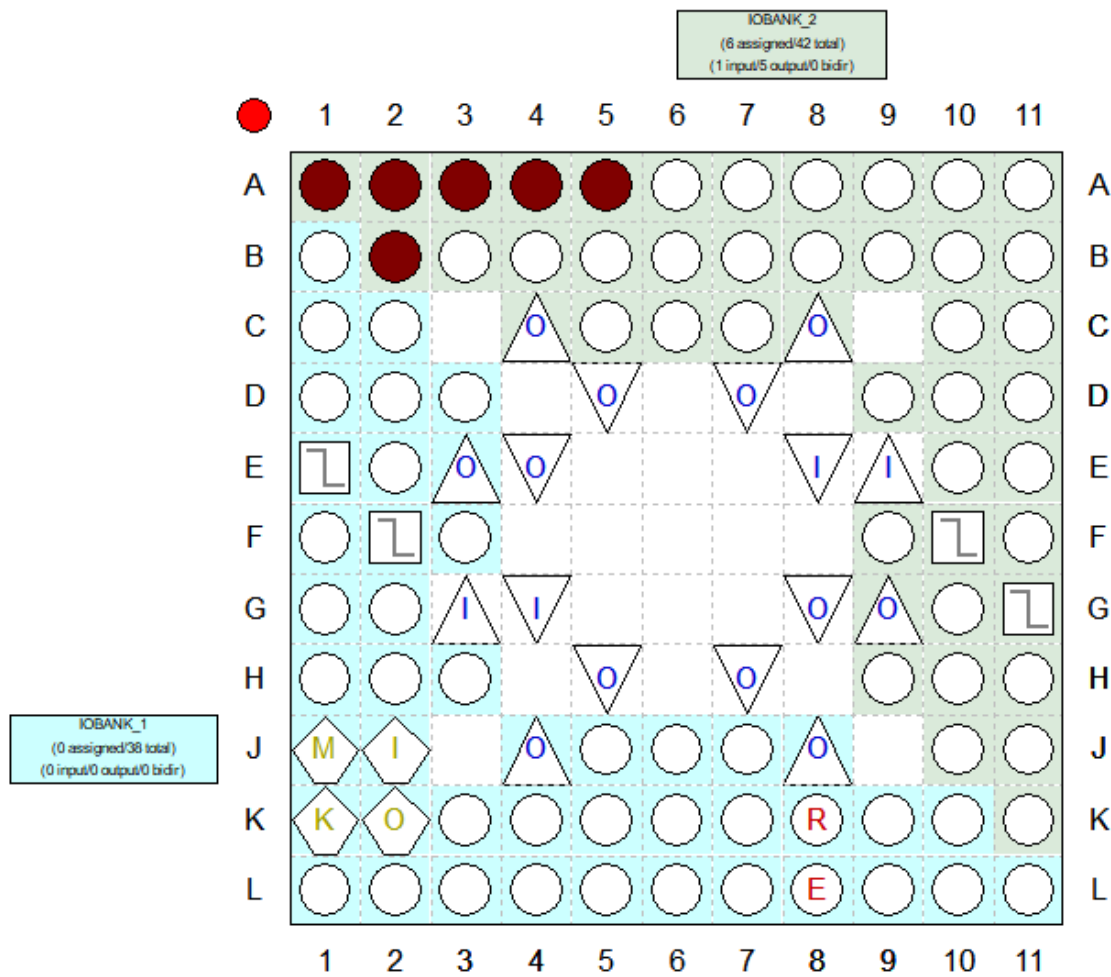 IOBANK_2
(6 assigned/42 total)
(1 input/5 output/0 bidir)
1 2 3 4 5 6 7 8 9 10 11
A A
B B
C O O C
D O O D
E O O I I E
F F
G I I O O G
H O O H
IOBANK_1
(0 assigned/38 total)
(0 input/0 output/0 bidir)
J M I O O J
K K O R K
L E L
1 2 3 4 5 6 7 8 9 10 11